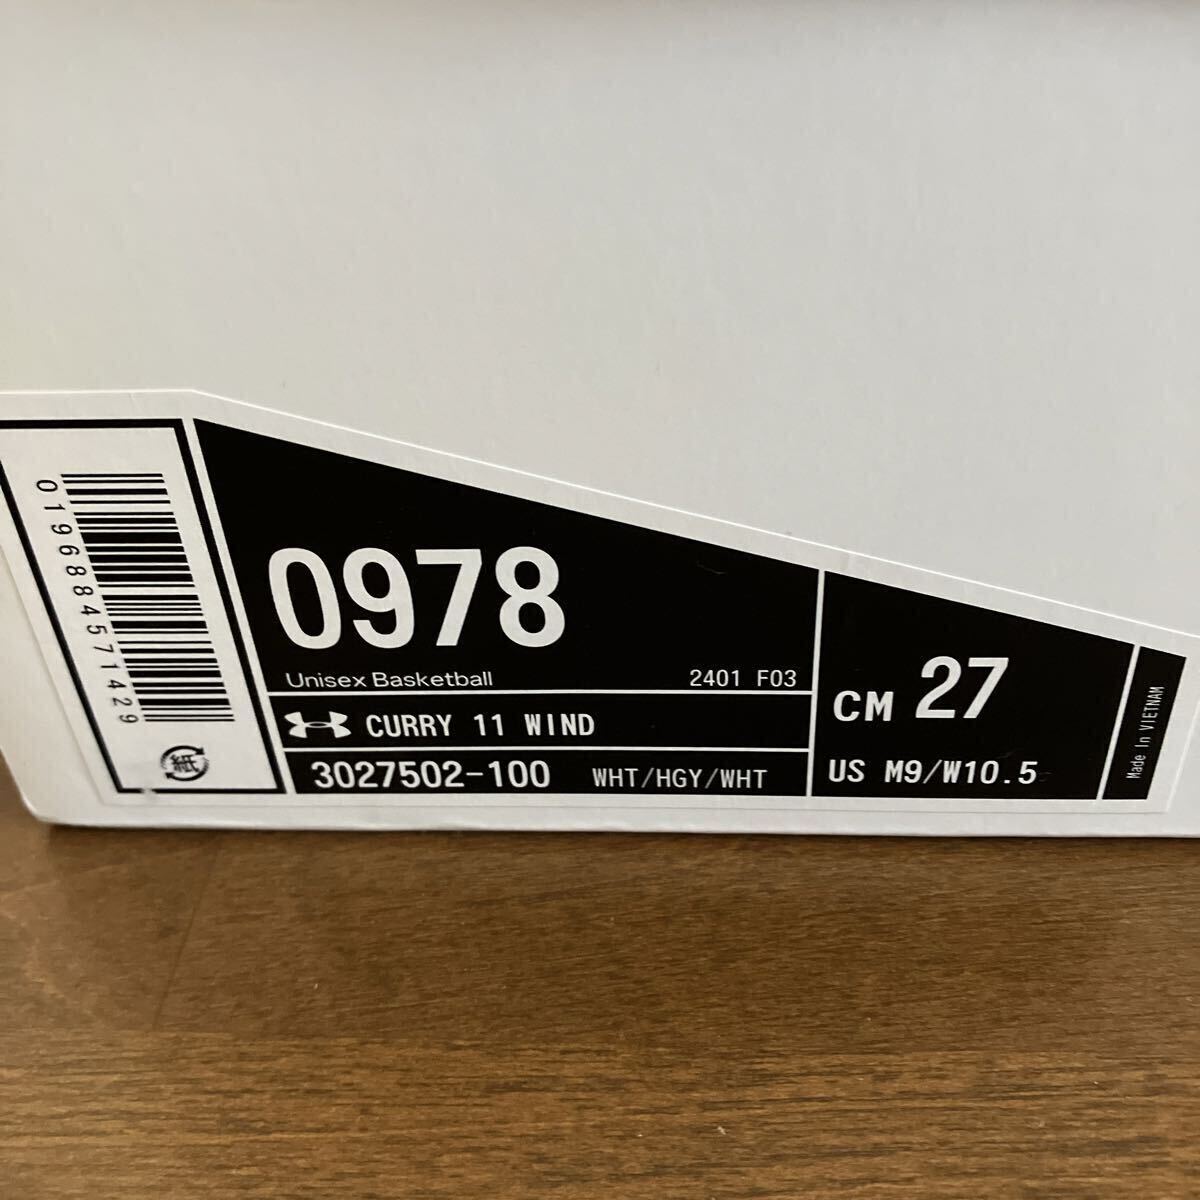 0196884571429
紙
0978
Unisex Basketball 2401 F03
CURRY 11 WIND
3027502-100 WHT/HGY/WHT
CM 27
US M9/W10.5
Made In VIETNAM